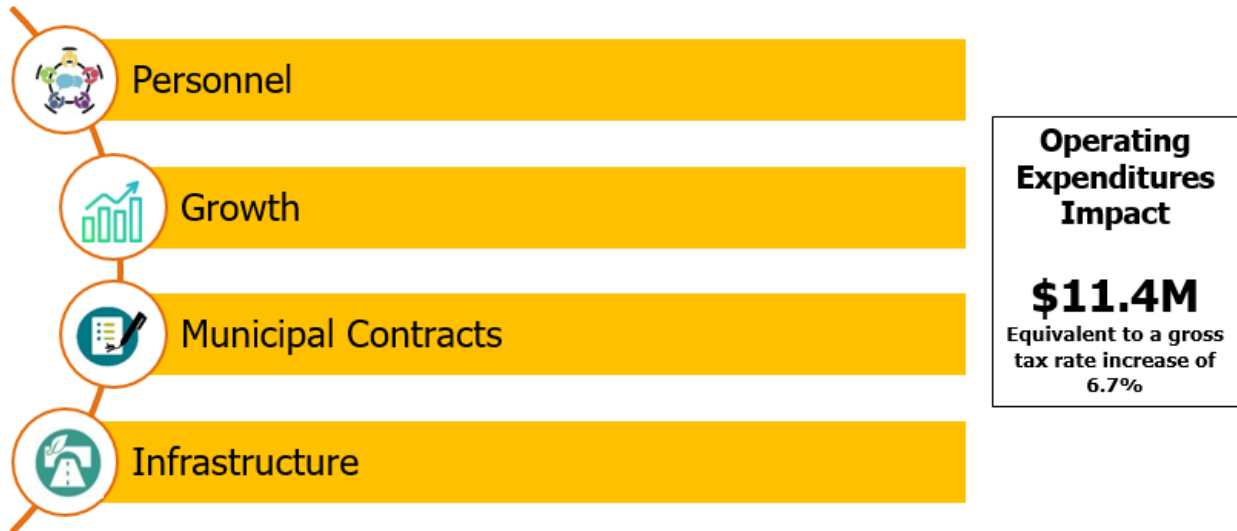 Personnel
Growth
Municipal Contracts
Infrastructure
Operating
Expenditures
Impact
$11.4M
Equivalent to a gross
tax rate increase of
6.7%